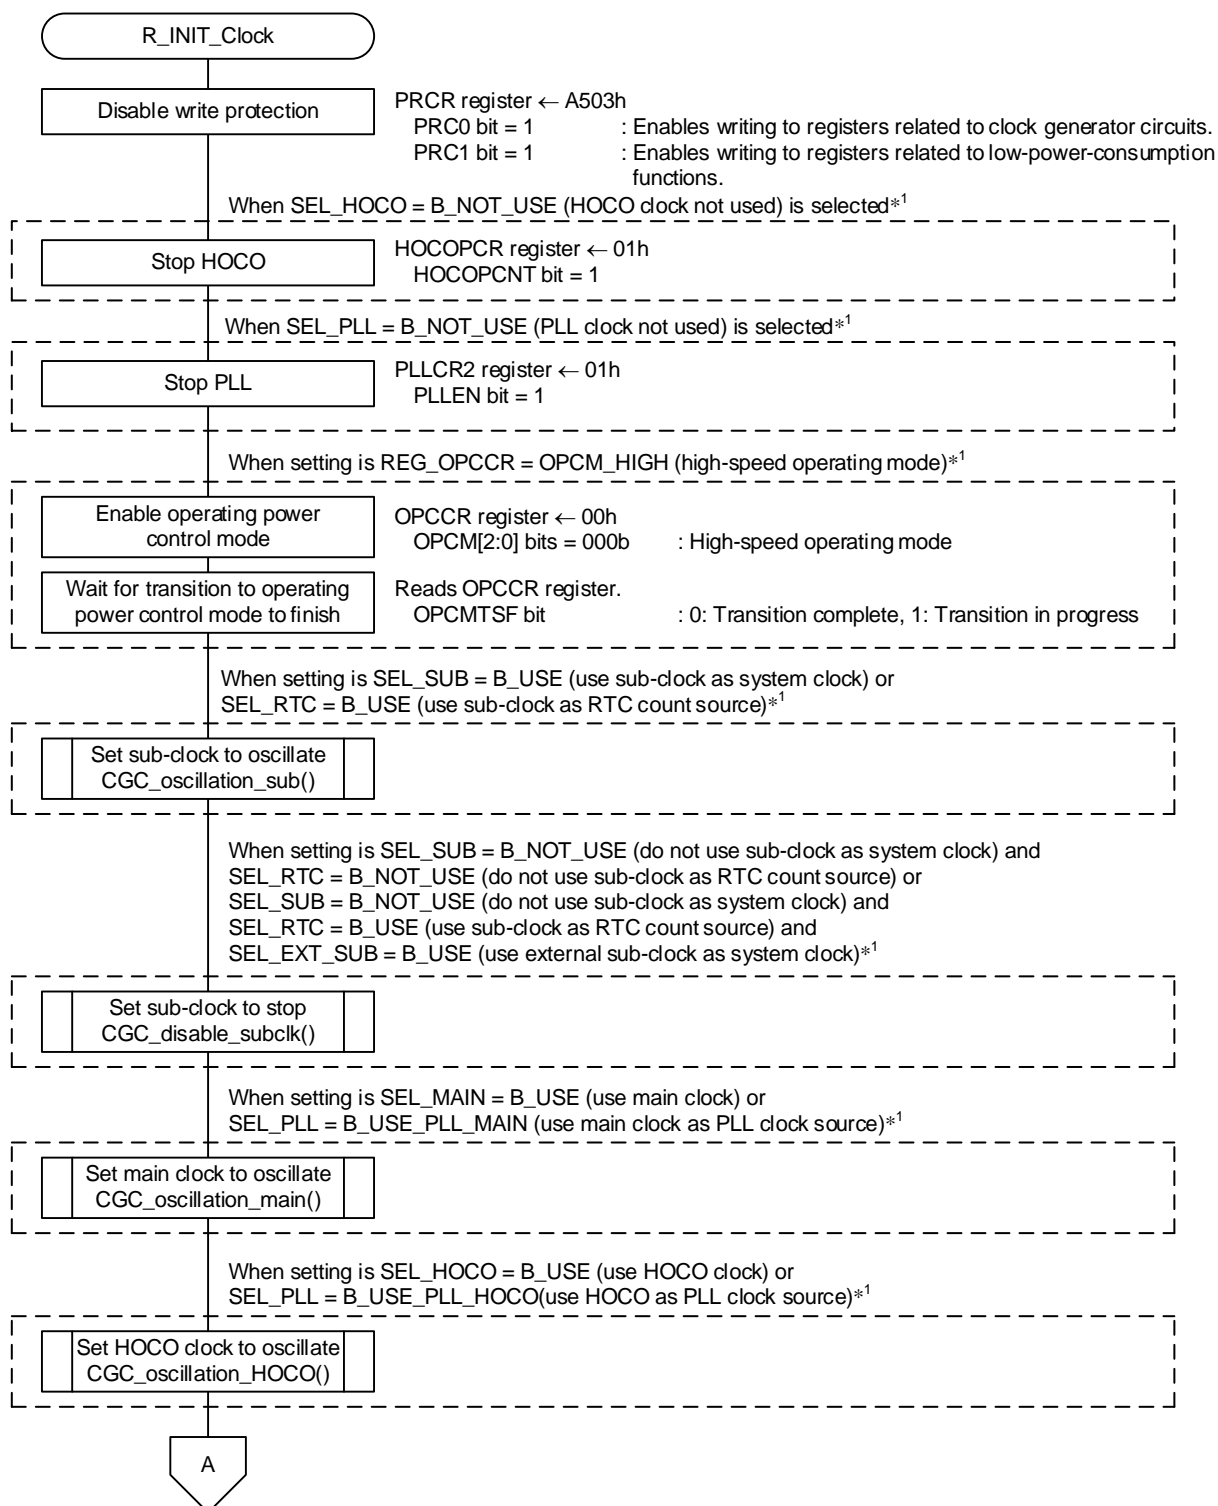 R_INIT_Clock
Disable write protection
PRCR register ← A503h
PRC0 bit = 1 : Enables writing to registers related to clock generator circuits.
PRC1 bit = 1 : Enables writing to registers related to low-power-consumption
functions.
When SEL_HOCO = B_NOT_USE (HOCO clock not used) is selected*1
Stop HOCO
HOCOPCR register ← 01h
HOCOPCNT bit = 1
When SEL_PLL = B_NOT_USE (PLL clock not used) is selected*1
Stop PLL
PLLCR2 register ← 01h
PLLEN bit = 1
When setting is REG_OPCCR = OPCM_HIGH (high-speed operating mode)*1
Enable operating power
control mode
OPCCR register ← 00h
OPCM[2:0] bits = 000b : High-speed operating mode
Wait for transition to operating
power control mode to finish
Reads OPCCR register.
OPCMTSF bit : 0: Transition complete, 1: Transition in progress
When setting is SEL_SUB = B_USE (use sub-clock as system clock) or
SEL_RTC = B_USE (use sub-clock as RTC count source)*1
Set sub-clock to oscillate
CGC_oscillation_sub()
When setting is SEL_SUB = B_NOT_USE (do not use sub-clock as system clock) and
SEL_RTC = B_NOT_USE (do not use sub-clock as RTC count source) or
SEL_SUB = B_NOT_USE (do not use sub-clock as system clock) and
SEL_RTC = B_USE (use sub-clock as RTC count source) and
SEL_EXT_SUB = B_USE (use external sub-clock as system clock)*1
Set sub-clock to stop
CGC_disable_subclk()
When setting is SEL_MAIN = B_USE (use main clock) or
SEL_PLL = B_USE_PLL_MAIN (use main clock as PLL clock source)*1
Set main clock to oscillate
CGC_oscillation_main()
When setting is SEL_HOCO = B_USE (use HOCO clock) or
SEL_PLL = B_USE_PLL_HOCO(use HOCO as PLL clock source)*1
Set HOCO clock to oscillate
CGC_oscillation_HOCO()
A